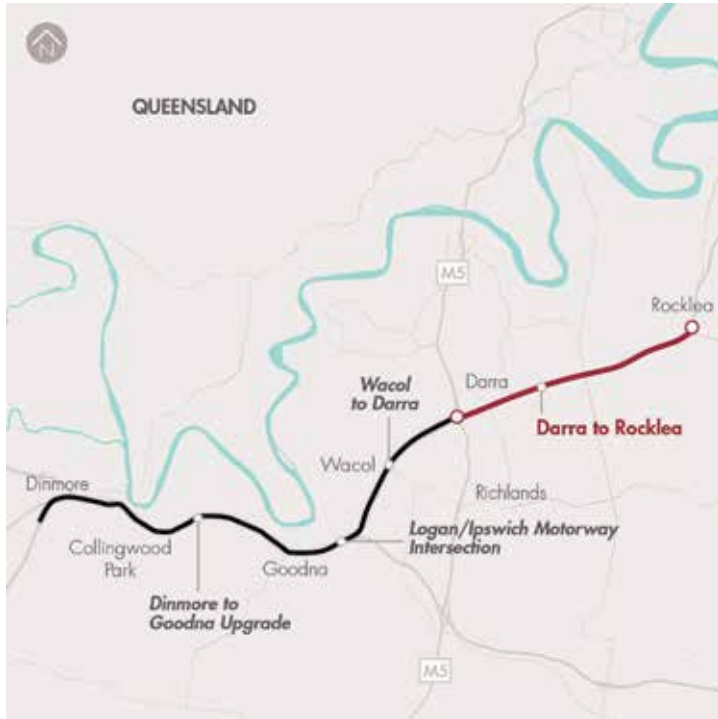 N
QUEENSLAND
M5
Rocklea
Wacol
to Darra
Darra
Darra to Rocklea
Wacol
Dinmore
Richlands
Logan/Ipswich Motorway
Intersection
Collingwood
Park
Goodna
Dinmore to
Goodna Upgrade
M5